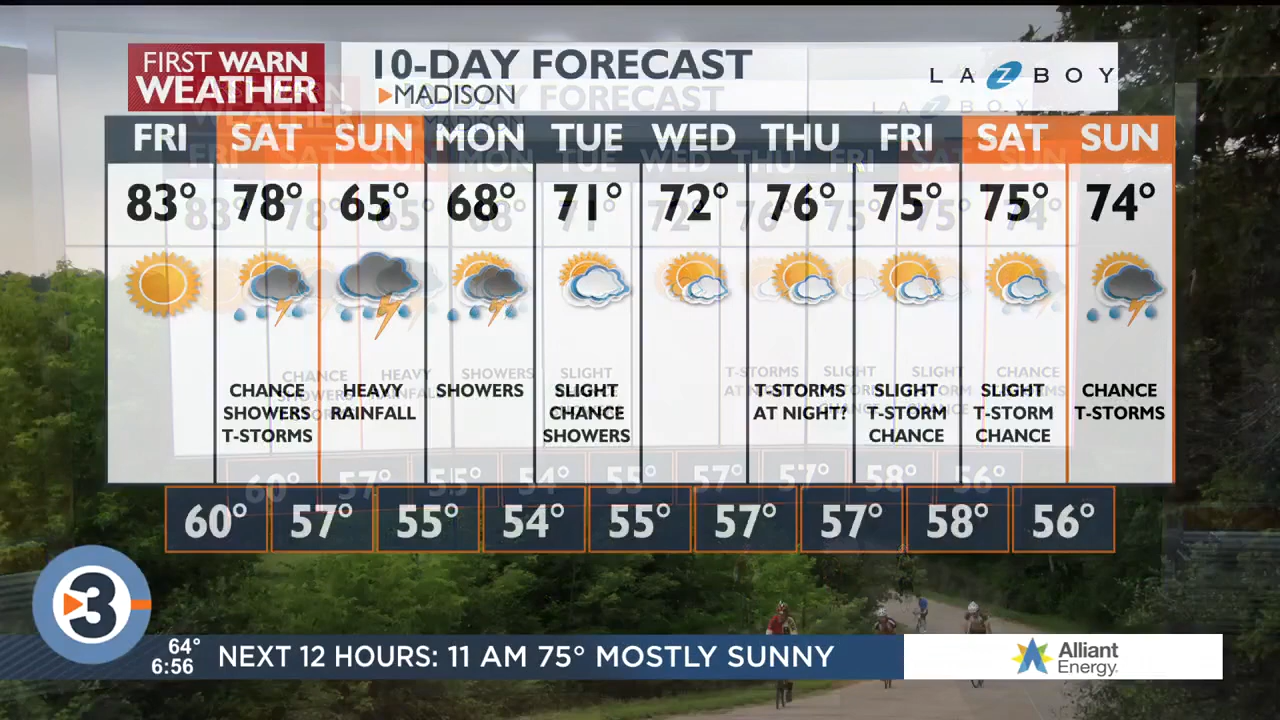 FIRST WARN
WEATHER
10-DAY FORECAST
MADISON
LAZBOY
FRI SAT SUN MON TUE WED THU FRI SAT SUN
83° 78° 65° 68° 71° 72° 76° 75° 75° 74°
CHANCE SHOWERS T-STORMS
HEAVY RAINFALL
SHOWERS
SLIGHT CHANCE SHOWERS
T-STORMS AT NIGHT?
SLIGHT T-STORM CHANCE
SLIGHT T-STORM CHANCE
CHANCE T-STORMS
60° 57° 55° 54° 55° 57° 57° 58° 56°
3
64°
6:56
NEXT 12 HOURS: 11 AM 75° MOSTLY SUNNY
Alliant
Energy.